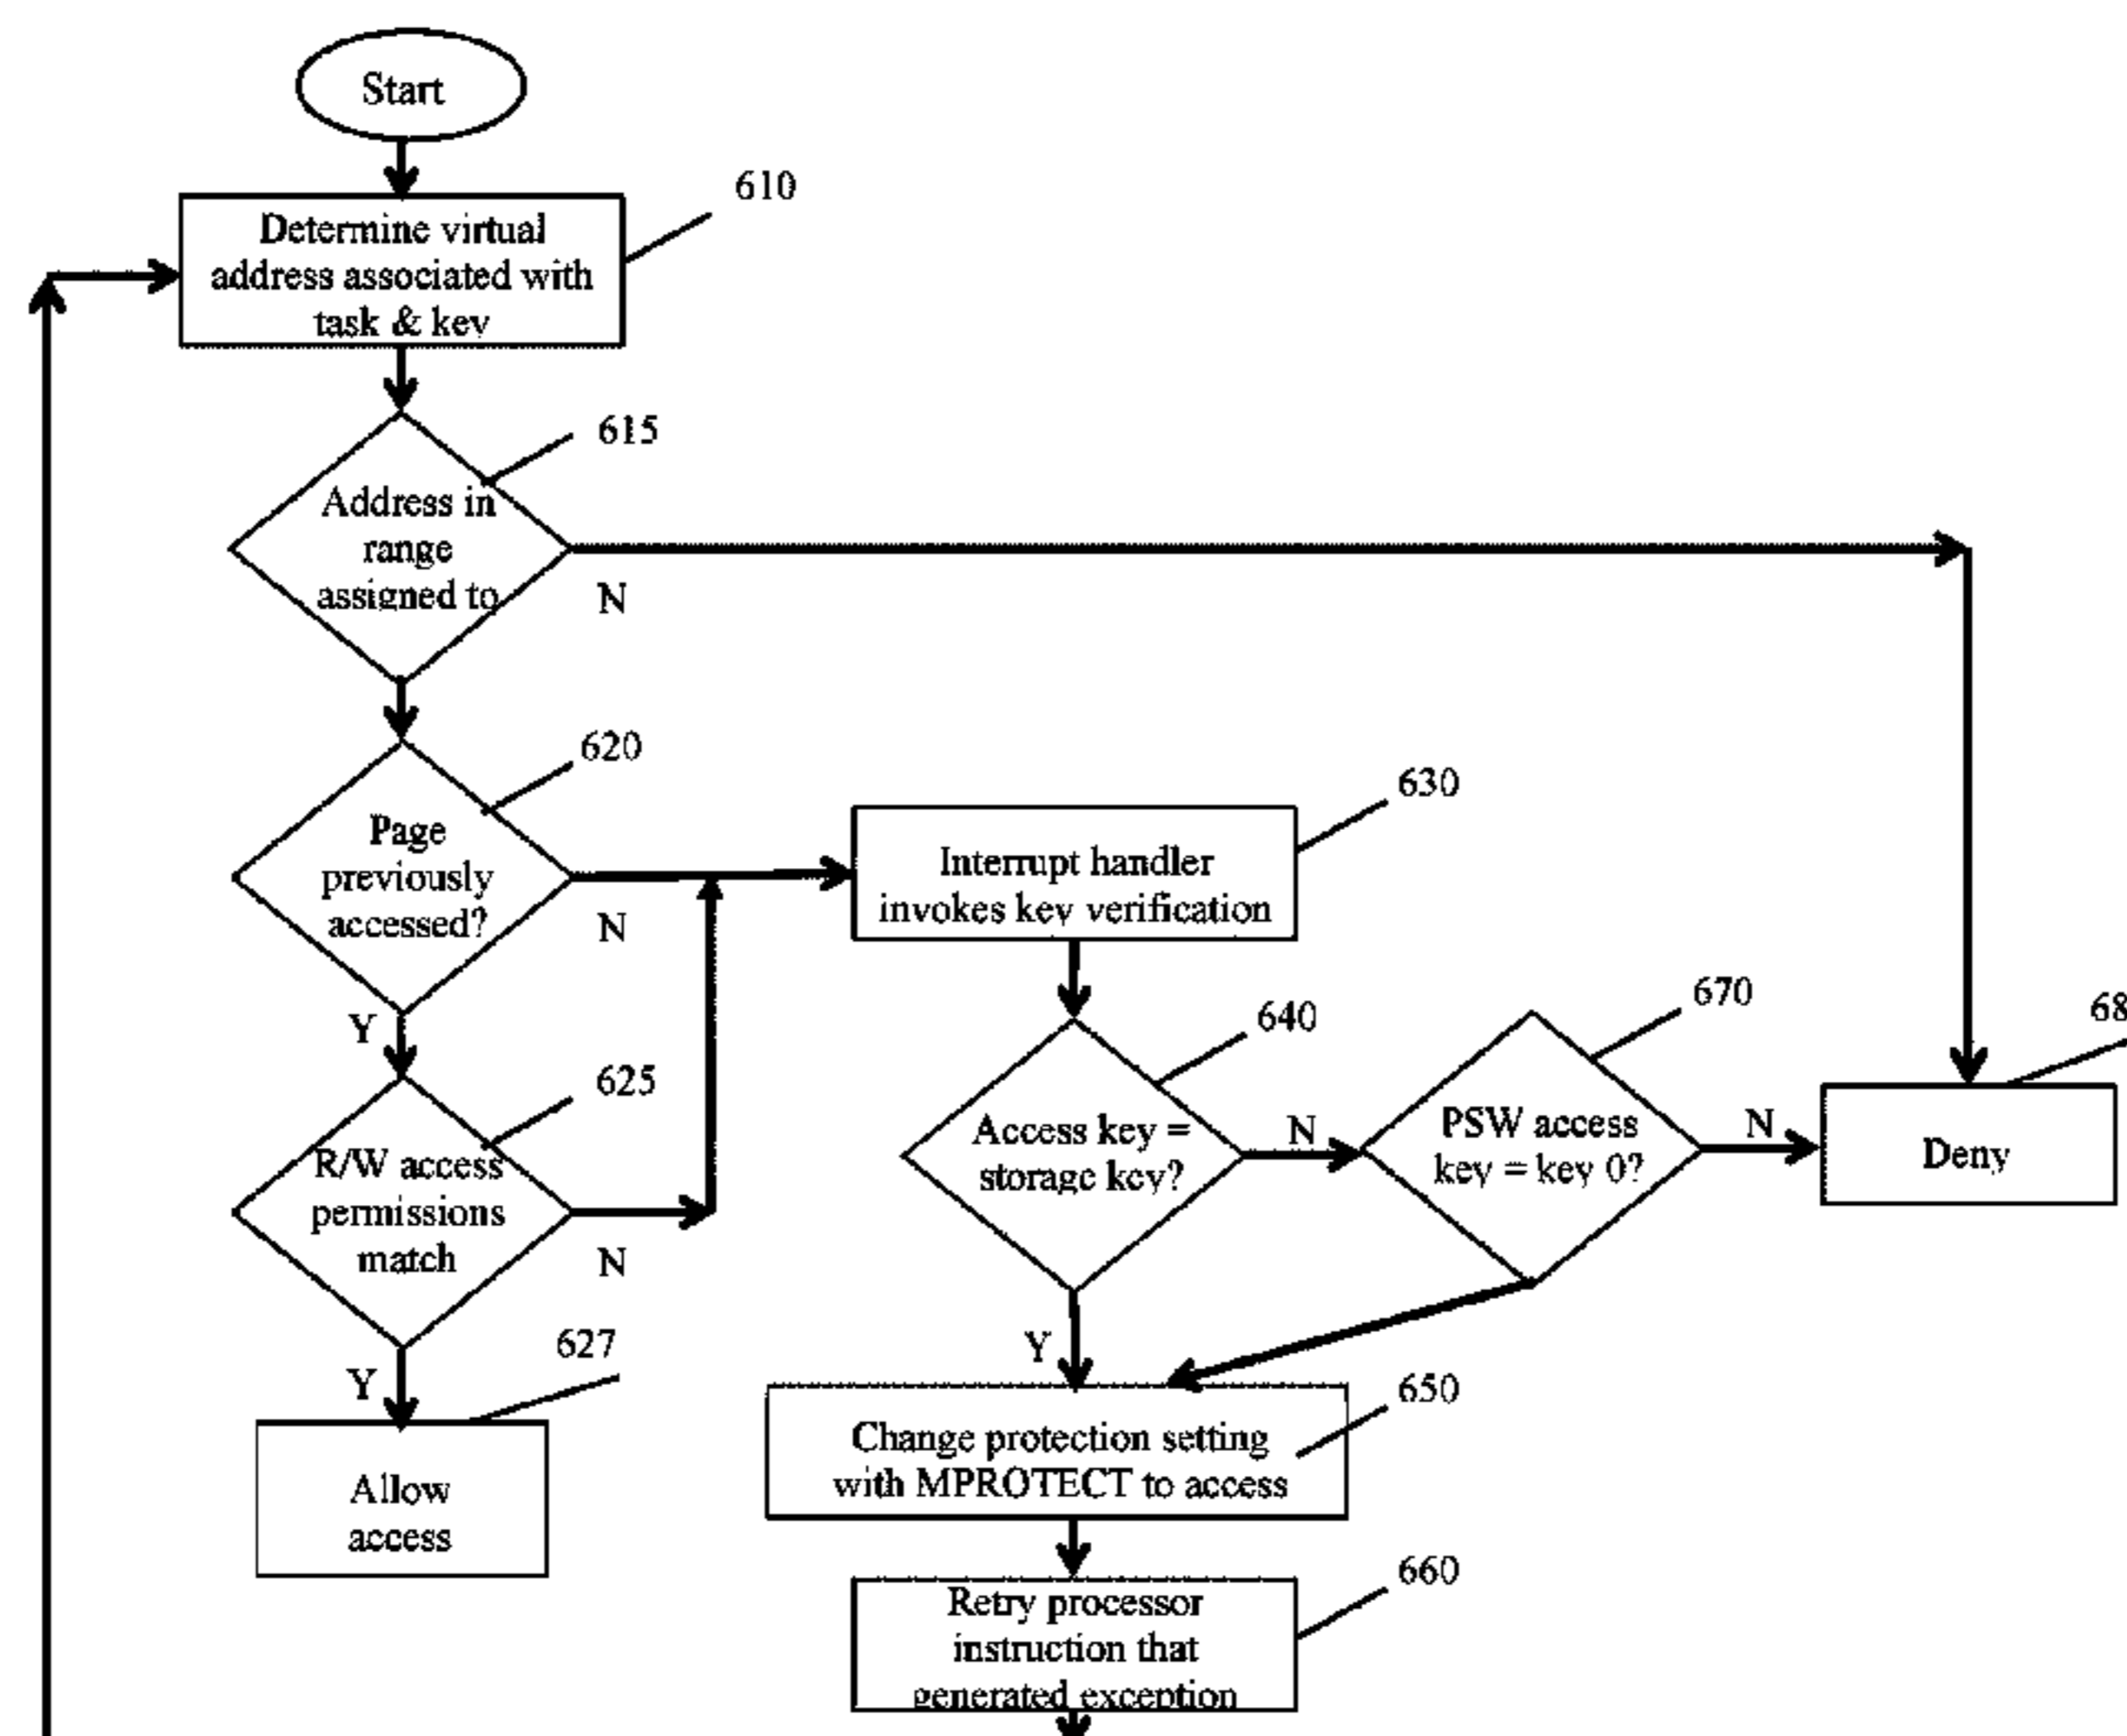 Start
610
Determine virtual
address associated with
task & key
615
Address in
range
assigned to
N
620
Page
previously
accessed?
N
Y
630
Interrupt handler
invokes key verification
625
R/W access
permissions
match
N
Y
627
Allow
access
640
Access key =
storage key?
N
Y
670
PSW access
key = key 0?
N
68
Deny
650
Change protection setting
with MPROTECT to access
660
Retry processor
instruction that
generated exception